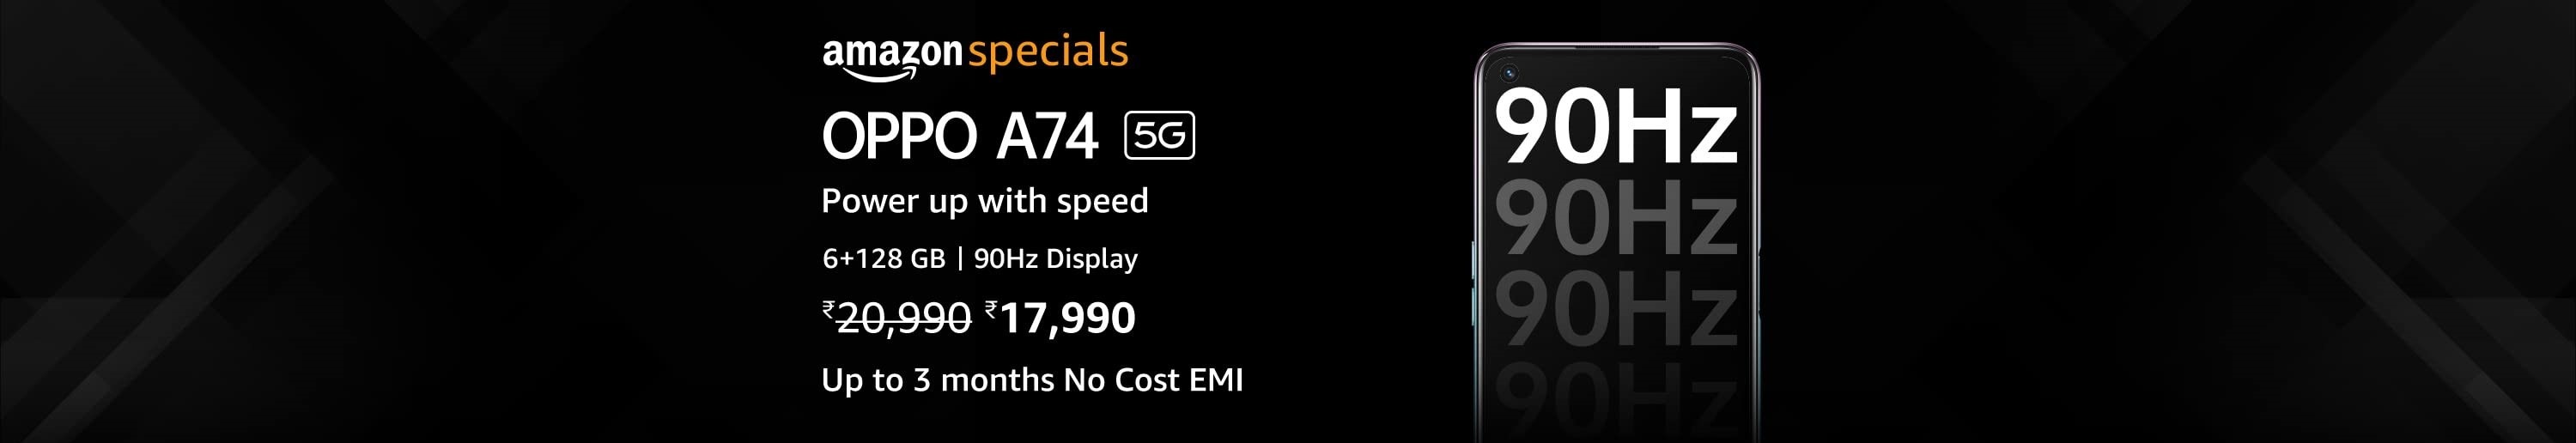 amazon specials
OPPO A74 5G
Power up with speed
6+128 GB | 90Hz Display
₹20,990 ₹17,990
Up to 3 months No Cost EMI
90Hz
90Hz
90Hz
90Hz